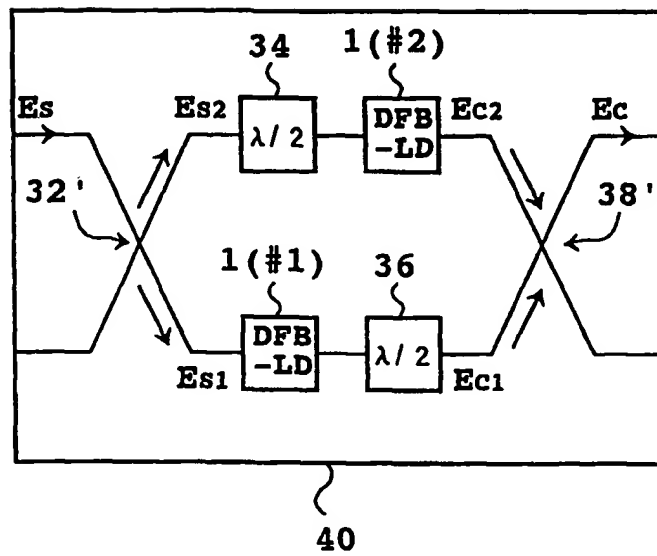 34
1(#2)
Es
Es2
λ/2
DFB
-LD
Ec2
Ec
32'
38'
1(#1)
36
DFB
-LD
λ/2
Es1
Ec1
40